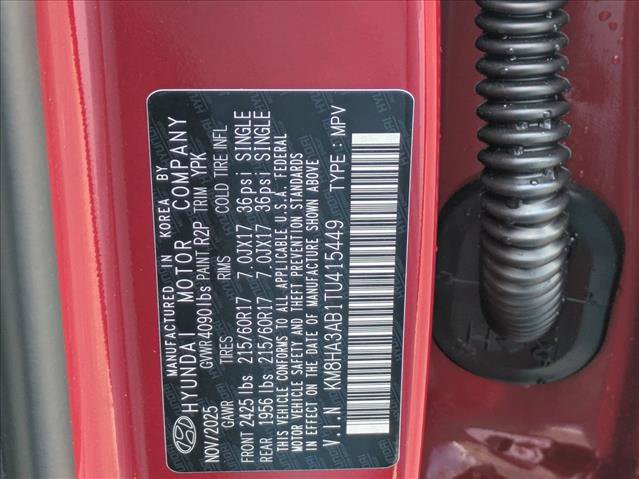 MANUFACTURED IN KOREA BY
HYUNDAI MOTOR COMPANY
NOV/2025 GVWR 4090lbs PAINT R2P TRIM YPK
GAWR TIRES RIMS COLD TIRE INFL
FRONT 2425 lbs 215/60R17 7.0JX17 36psi SINGLE
REAR 1956 lbs 215/60R17 7.0JX17 36psi SINGLE
THIS VEHICLE CONFORMS TO ALL APPLICABLE U.S.A. FEDERAL
MOTOR VEHICLE SAFETY AND THEFT PREVENTION STANDARDS
IN EFFECT ON THE DATE OF MANUFACTURE SHOWN ABOVE
V.I.N KM8HA3AB1TU415449 TYPE : MPV